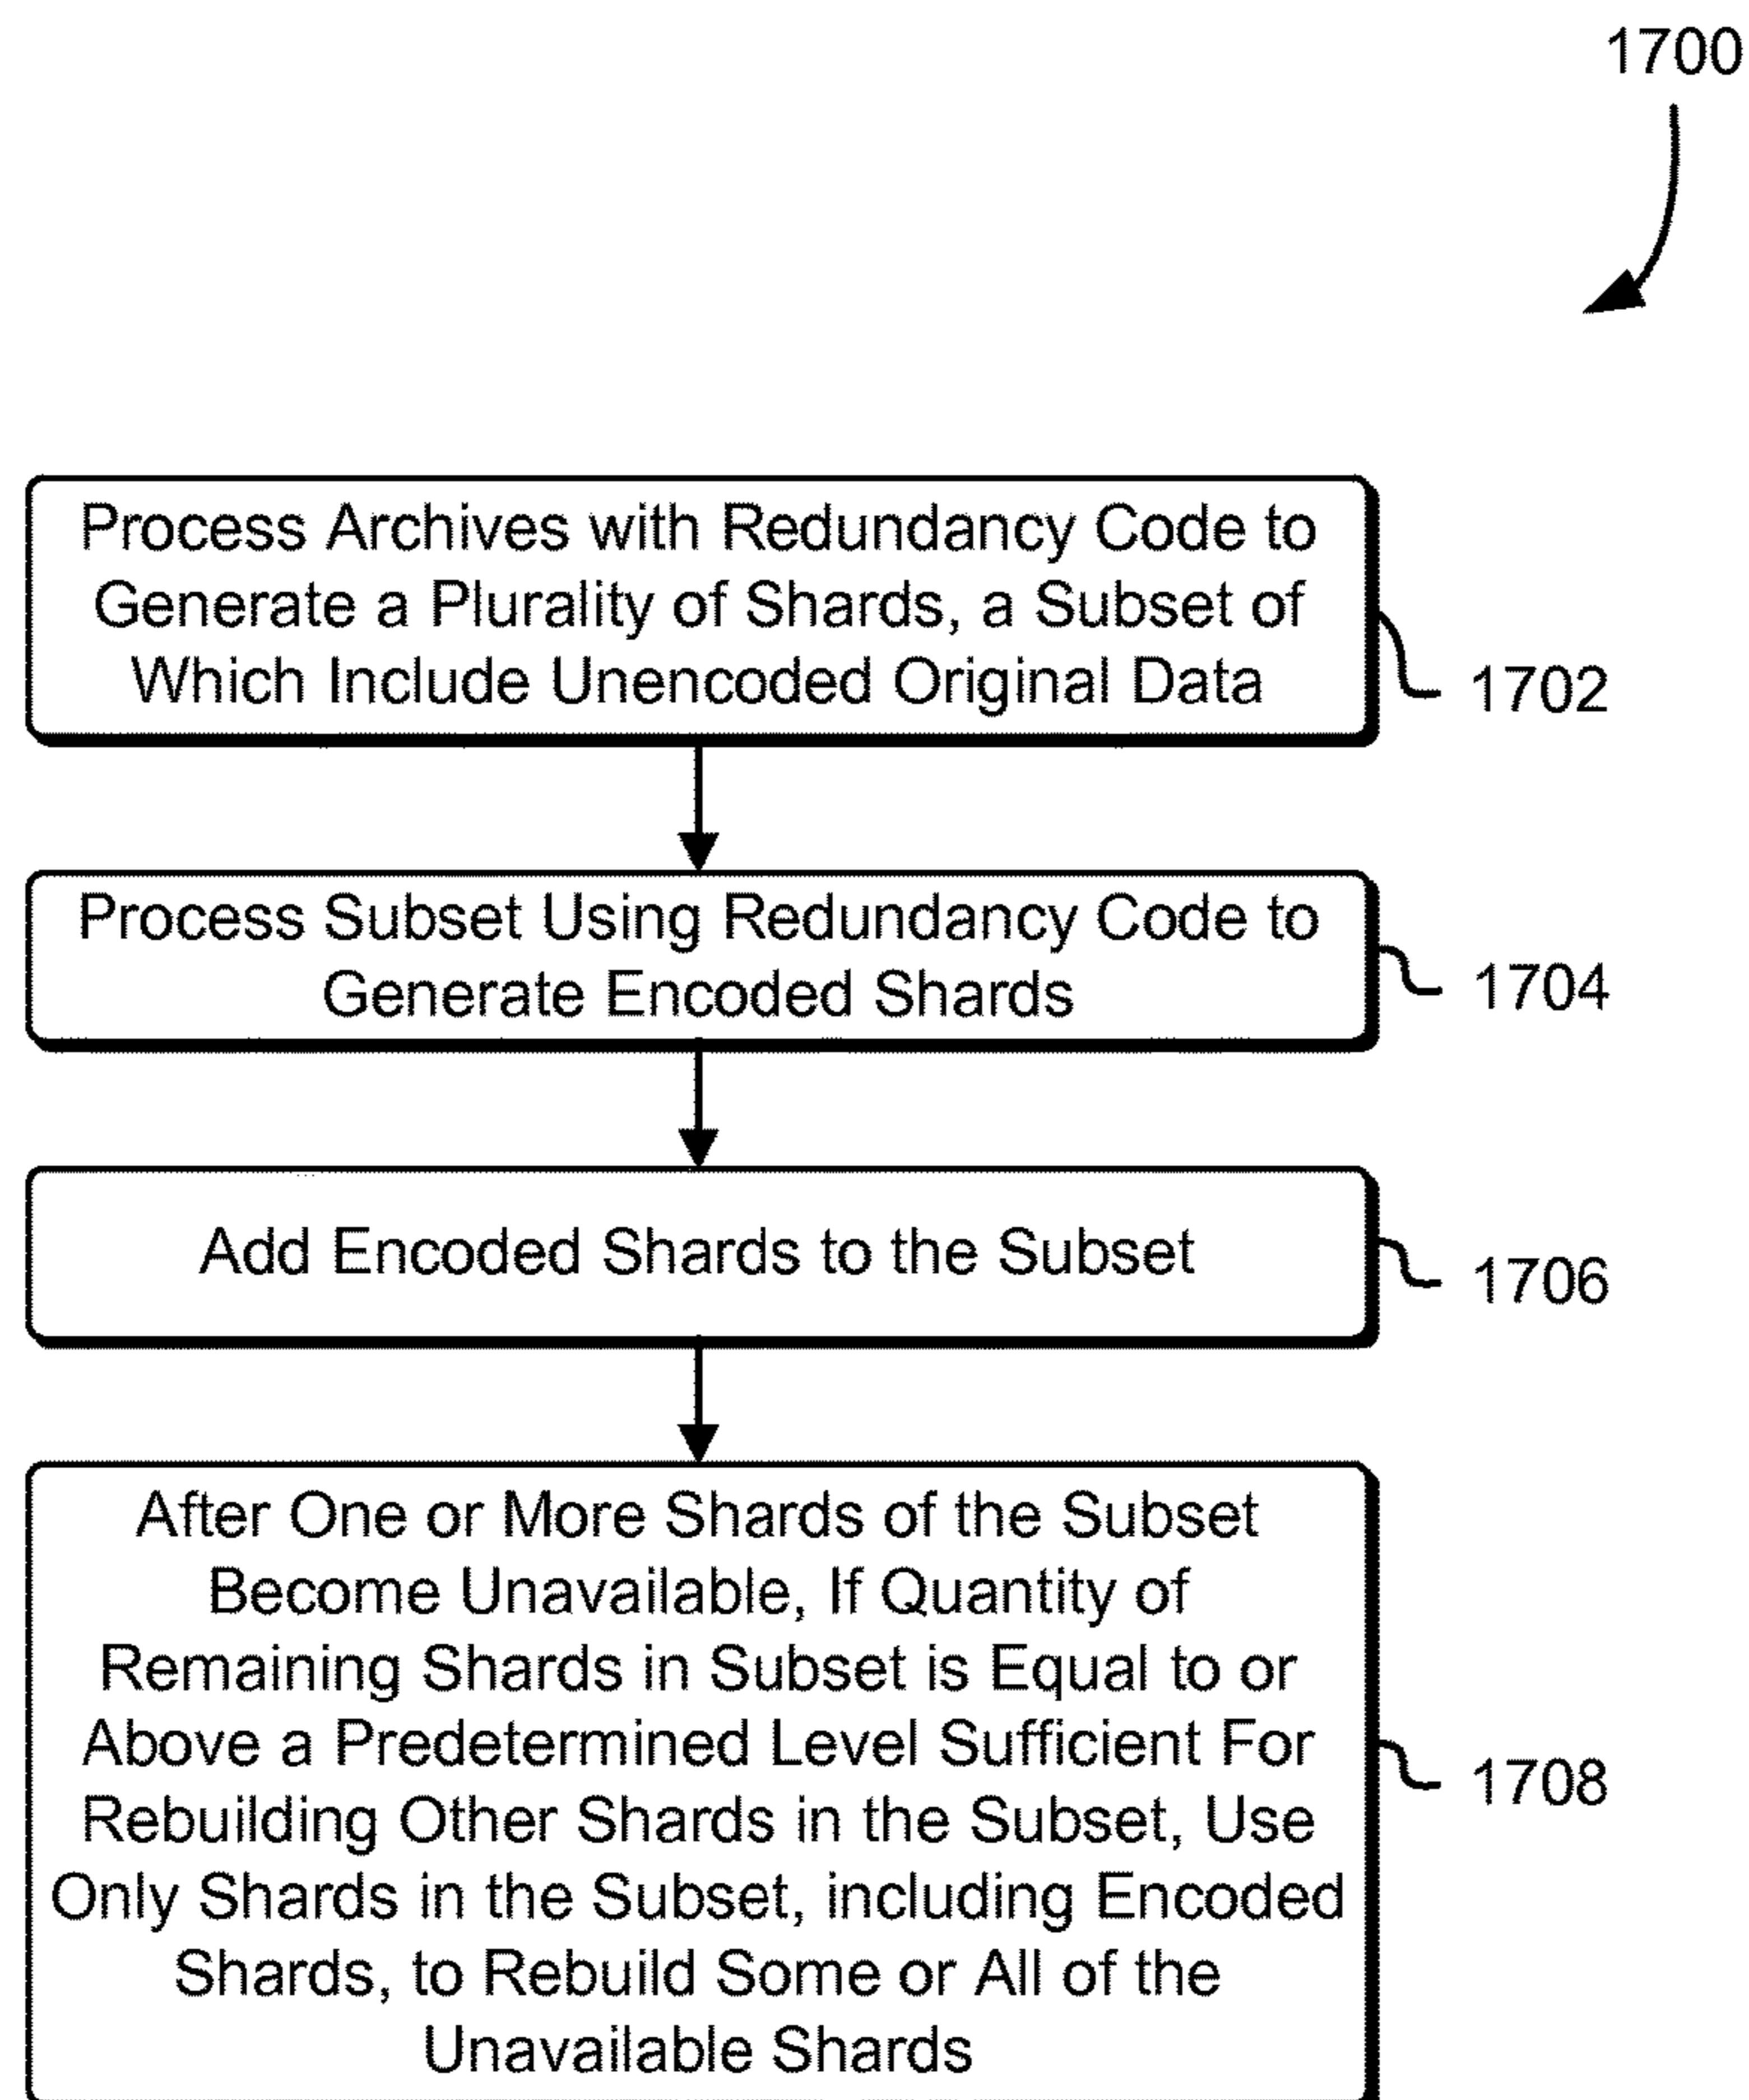 1700
Process Archives with Redundancy Code to
Generate a Plurality of Shards, a Subset of
Which Include Unencoded Original Data
1702
Process Subset Using Redundancy Code to
Generate Encoded Shards
1704
Add Encoded Shards to the Subset
1706
After One or More Shards of the Subset
Become Unavailable, If Quantity of
Remaining Shards in Subset is Equal to or
Above a Predetermined Level Sufficient For
Rebuilding Other Shards in the Subset, Use
Only Shards in the Subset, including Encoded
Shards, to Rebuild Some or All of the
Unavailable Shards
1708